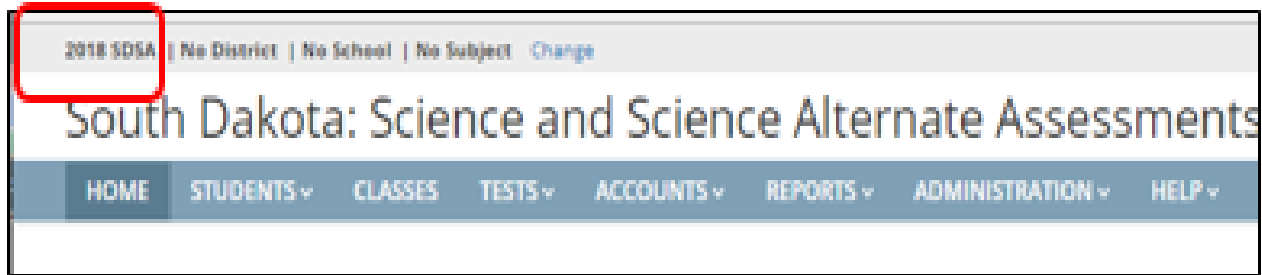 2018 SDSA | No District | No School | No Subject Change
South Dakota: Science and Science Alternate Assessments
HOME STUDENTS CLASSES TESTS ACCOUNTS REPORTS ADMINISTRATION HELP